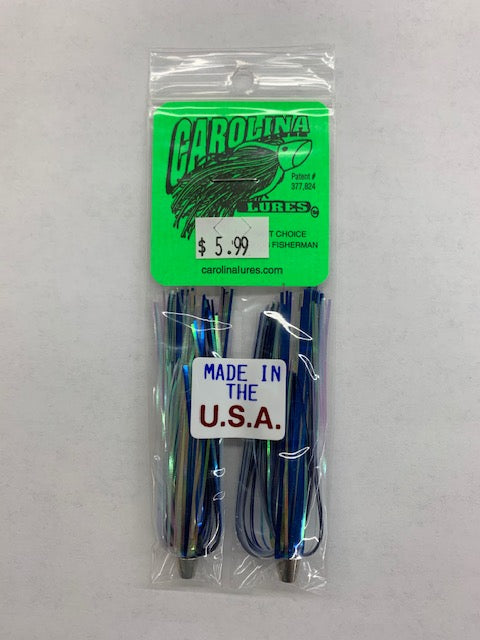 CAROLINA
Patent #
377,824
LURES
$ 5.99
CHOICE
FISHERMAN
carolinalures.com
MADE IN
THE
U.S.A.